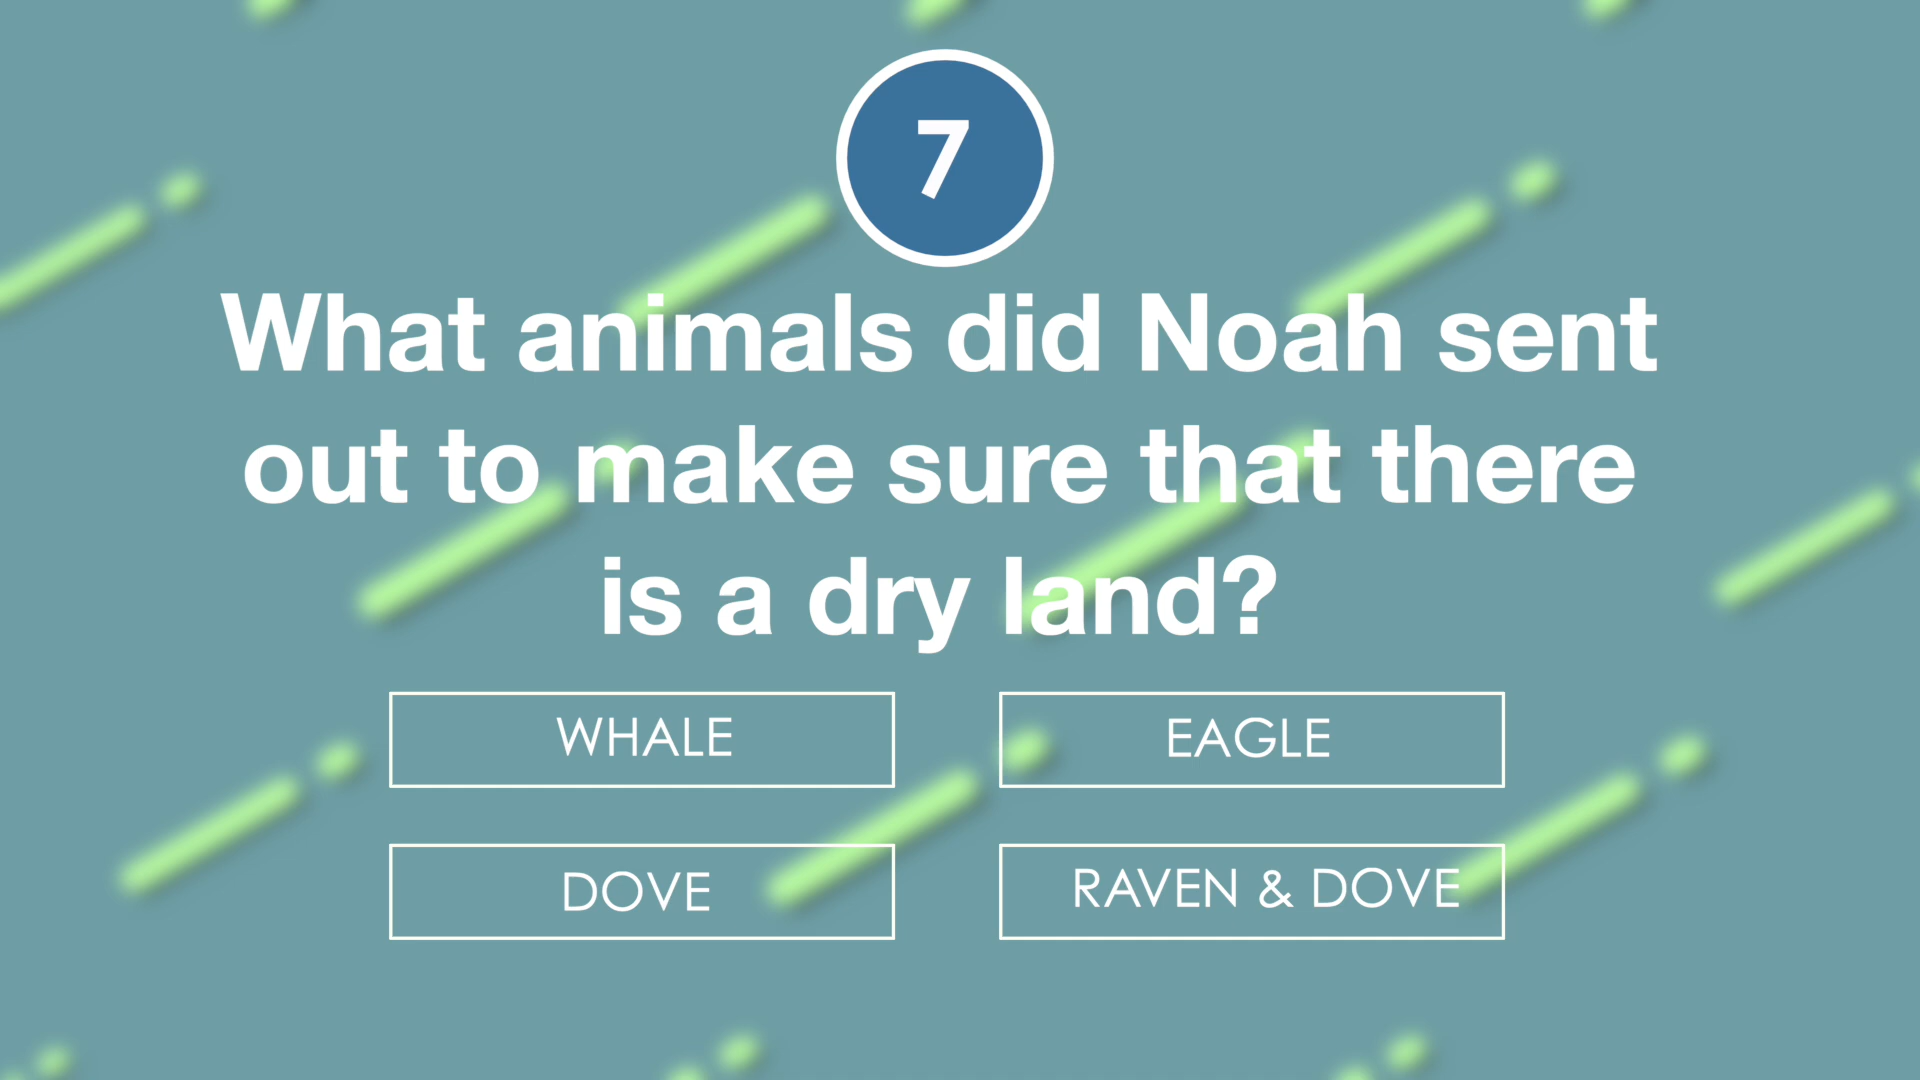 7
What animals did Noah sent
out to make sure that there
is a dry land?
WHALE
EAGLE
DOVE
RAVEN & DOVE